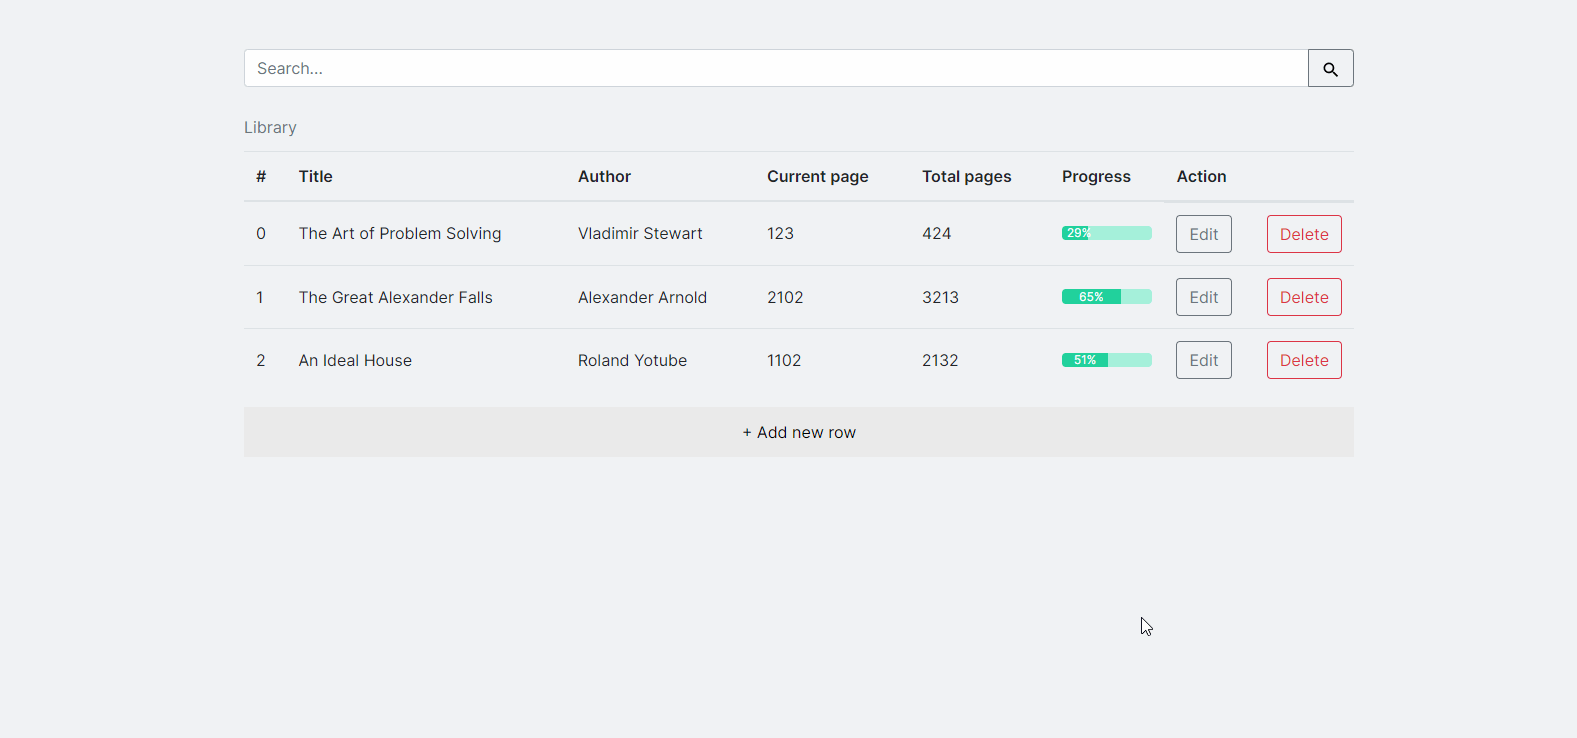 Search...
Library
# Title Author Current page Total pages Progress Action
0 The Art of Problem Solving Vladimir Stewart 123 424 29% Edit Delete
1 The Great Alexander Falls Alexander Arnold 2102 3213 65% Edit Delete
2 An Ideal House Roland Yotube 1102 2132 51% Edit Delete
+ Add new row